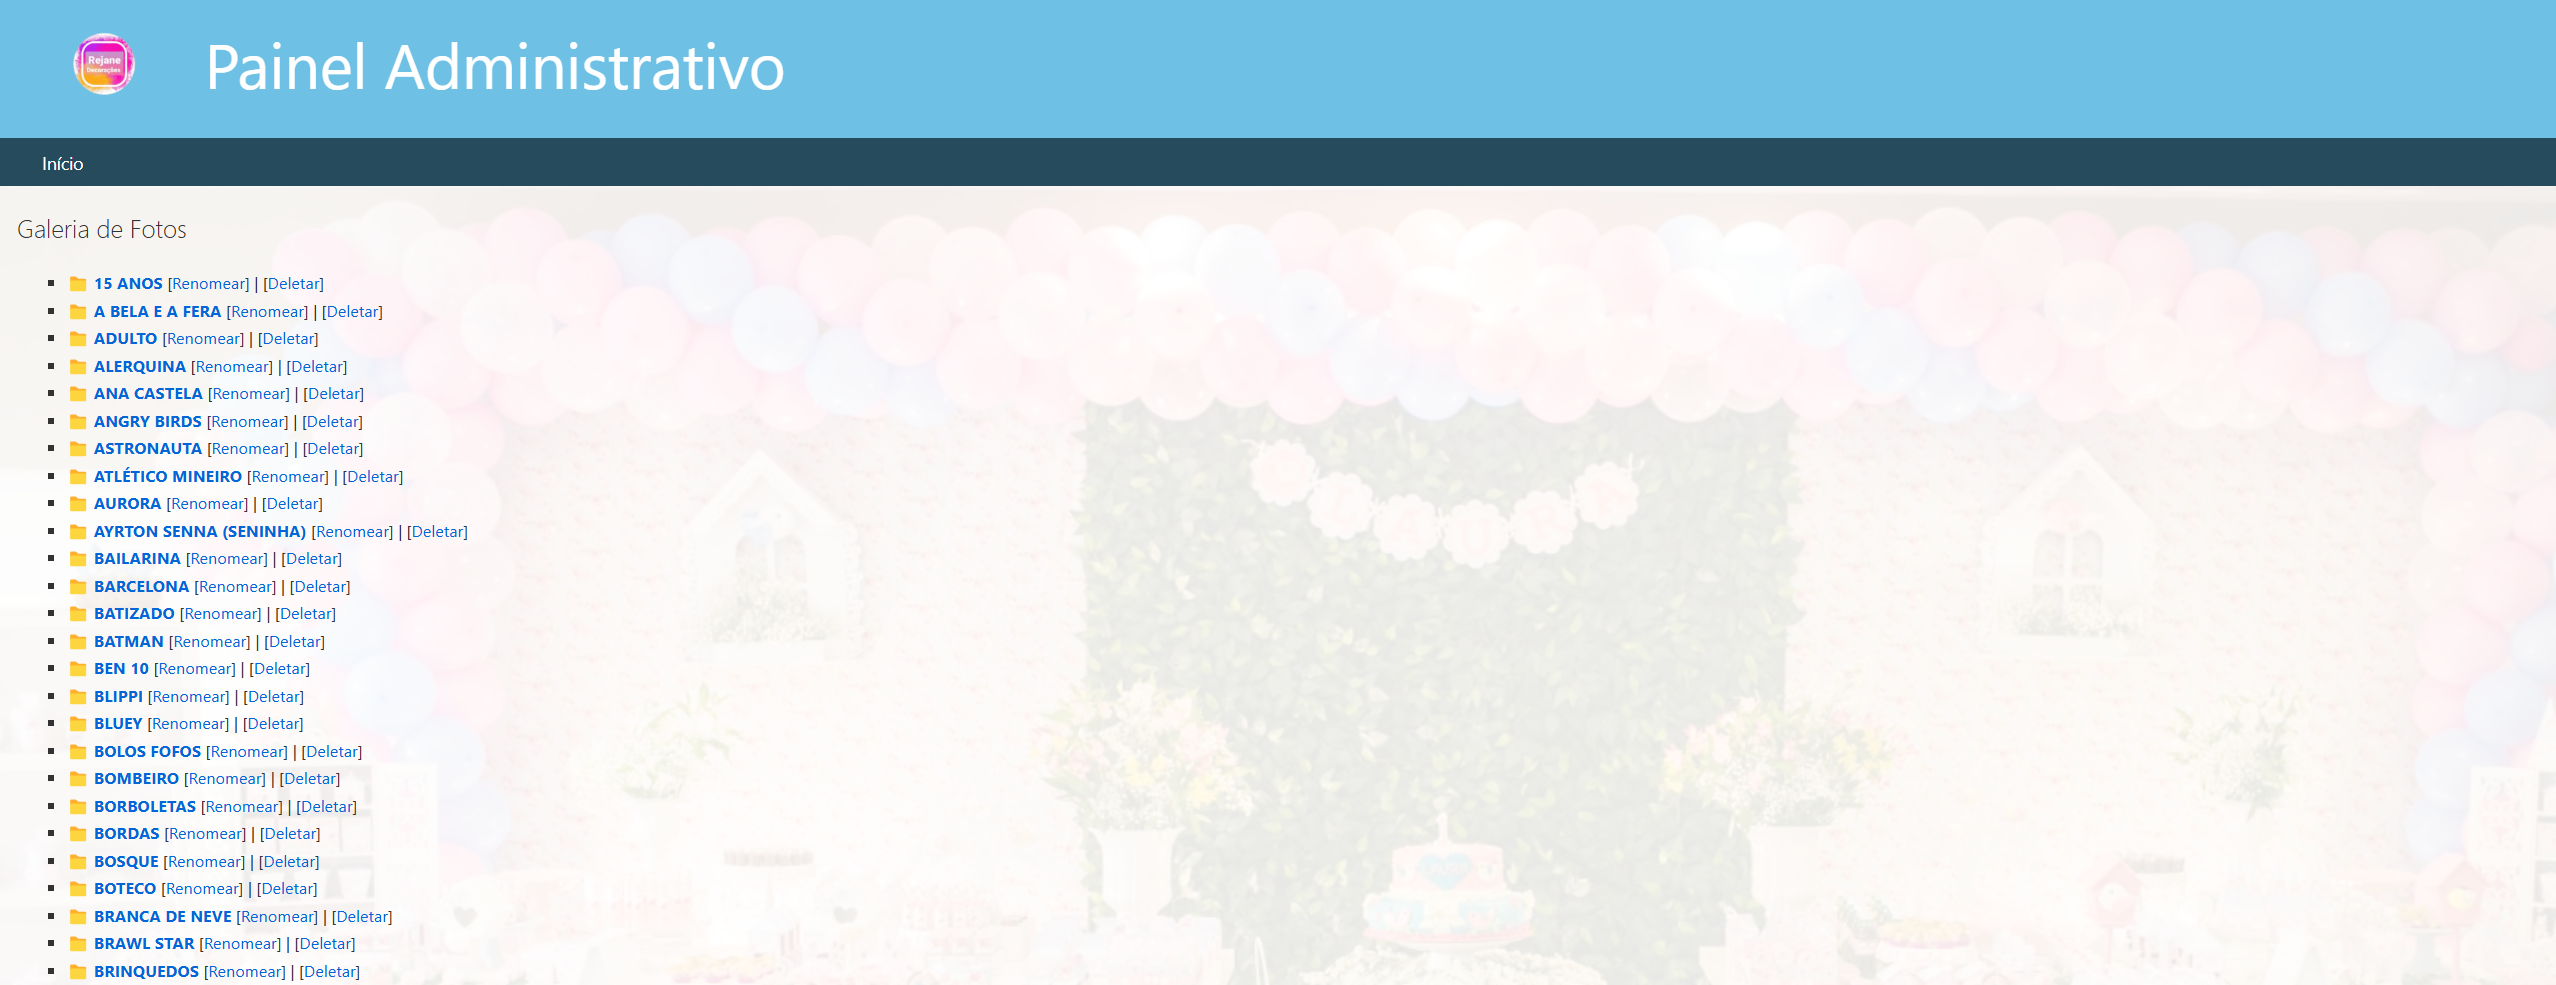 Rejane
Decorações
Painel Administrativo
Início
Galeria de Fotos
15 ANOS [Renomear] | [Deletar]
A BELA E A FERA [Renomear] | [Deletar]
ADULTO [Renomear] | [Deletar]
ALERQUINA [Renomear] | [Deletar]
ANA CASTELA [Renomear] | [Deletar]
ANGRY BIRDS [Renomear] | [Deletar]
ASTRONAUTA [Renomear] | [Deletar]
ATLÉTICO MINEIRO [Renomear] | [Deletar]
AURORA [Renomear] | [Deletar]
AYRTON SENNA (SENINHA) [Renomear] | [Deletar]
BAILARINA [Renomear] | [Deletar]
BARCELONA [Renomear] | [Deletar]
BATIZADO [Renomear] | [Deletar]
BATMAN [Renomear] | [Deletar]
BEN 10 [Renomear] | [Deletar]
BLIPPI [Renomear] | [Deletar]
BLUEY [Renomear] | [Deletar]
BOLOS FOFOS [Renomear] | [Deletar]
BOMBEIRO [Renomear] | [Deletar]
BORBOLETAS [Renomear] | [Deletar]
BORDAS [Renomear] | [Deletar]
BOSQUE [Renomear] | [Deletar]
BOTECO [Renomear] | [Deletar]
BRANCA DE NEVE [Renomear] | [Deletar]
BRAWL STAR [Renomear] | [Deletar]
BRINQUEDOS [Renomear] | [Deletar]